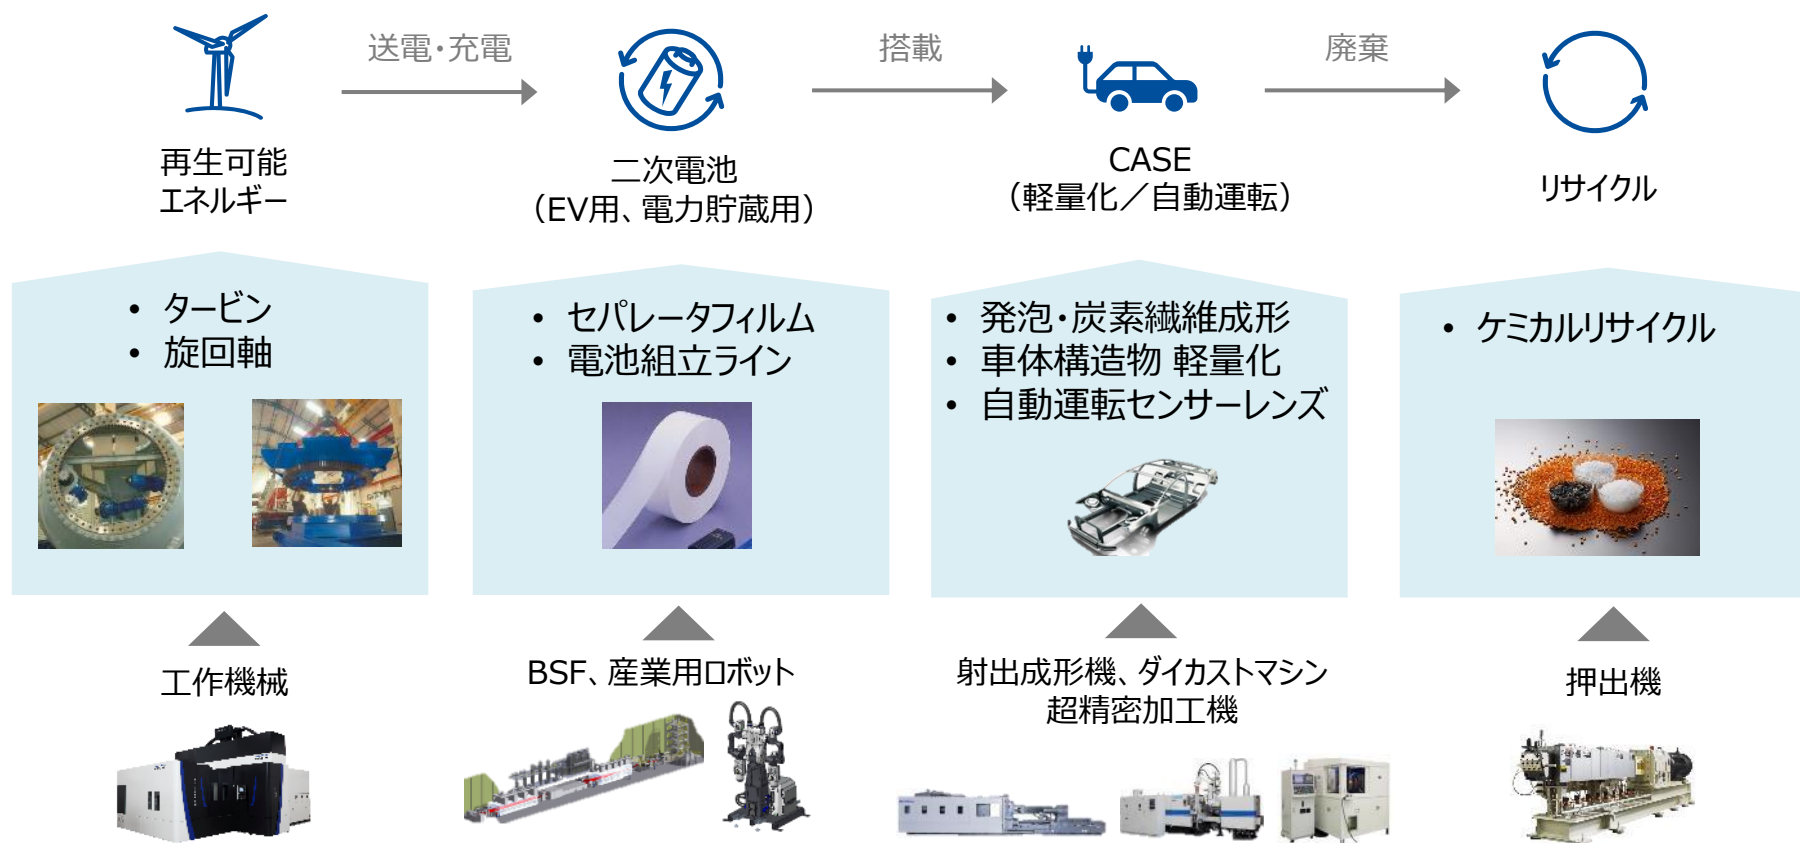 送電・充電
搭載
廃棄
再生可能
エネルギー
二次電池
（EV用、電力貯蔵用）
CASE
（軽量化／自動運転）
リサイクル
• タービン
• 旋回軸
• セパレータフィルム
• 電池組立ライン
• 発泡・炭素繊維成形
• 車体構造物 軽量化
• 自動運転センサーレンズ
• ケミカルリサイクル
工作機械
BSF、産業用ロボット
射出成形機、ダイカストマシン
超精密加工機
押出機